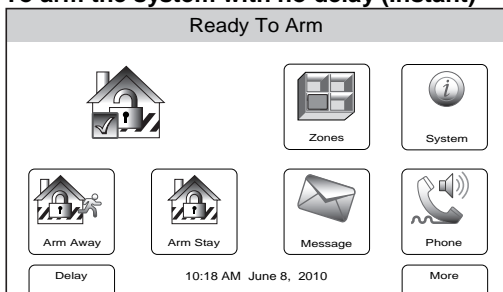 To arm the system with no delay (Instant)
Ready To Arm
Zones
System
Arm Away
Arm Stay
Message
Phone
Delay
10:18 AM June 8, 2010
More